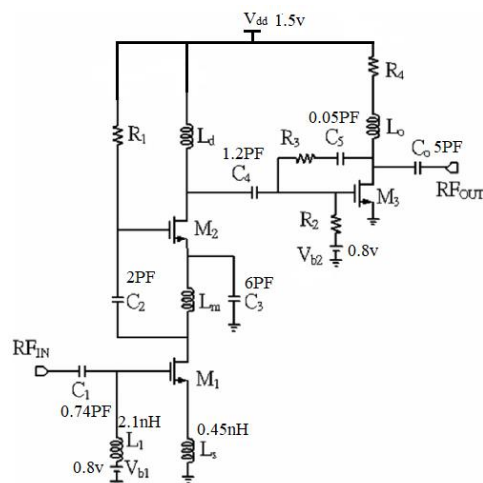 Vdd 1.5v
R4
0.05PF
Lo
R1
Ld
R3
C5
Co 5PF
1.2PF
C4
M3
RFOUT
R2
M2
Vb2
0.8v
2PF
C2
Lm
6PF
C3
RFIN
C1
M1
0.74PF
2.1nH
L1
0.45nH
Ls
0.8v
Vb1